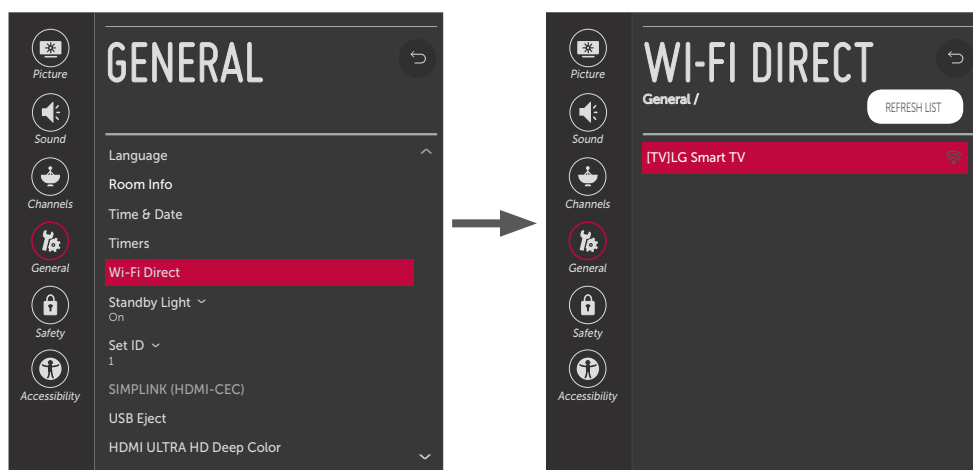 Picture
Sound
Channels
General
Safety
Accessibility
GENERAL
Language
Room Info
Time & Date
Timers
Wi-Fi Direct
Standby Light
On
Set ID
1
SIMPLINK (HDMI-CEC)
USB Eject
HDMI ULTRA HD Deep Color
Picture
Sound
Channels
General
Safety
Accessibility
WI-FI DIRECT
General /
REFRESH LIST
[TV]LG Smart TV